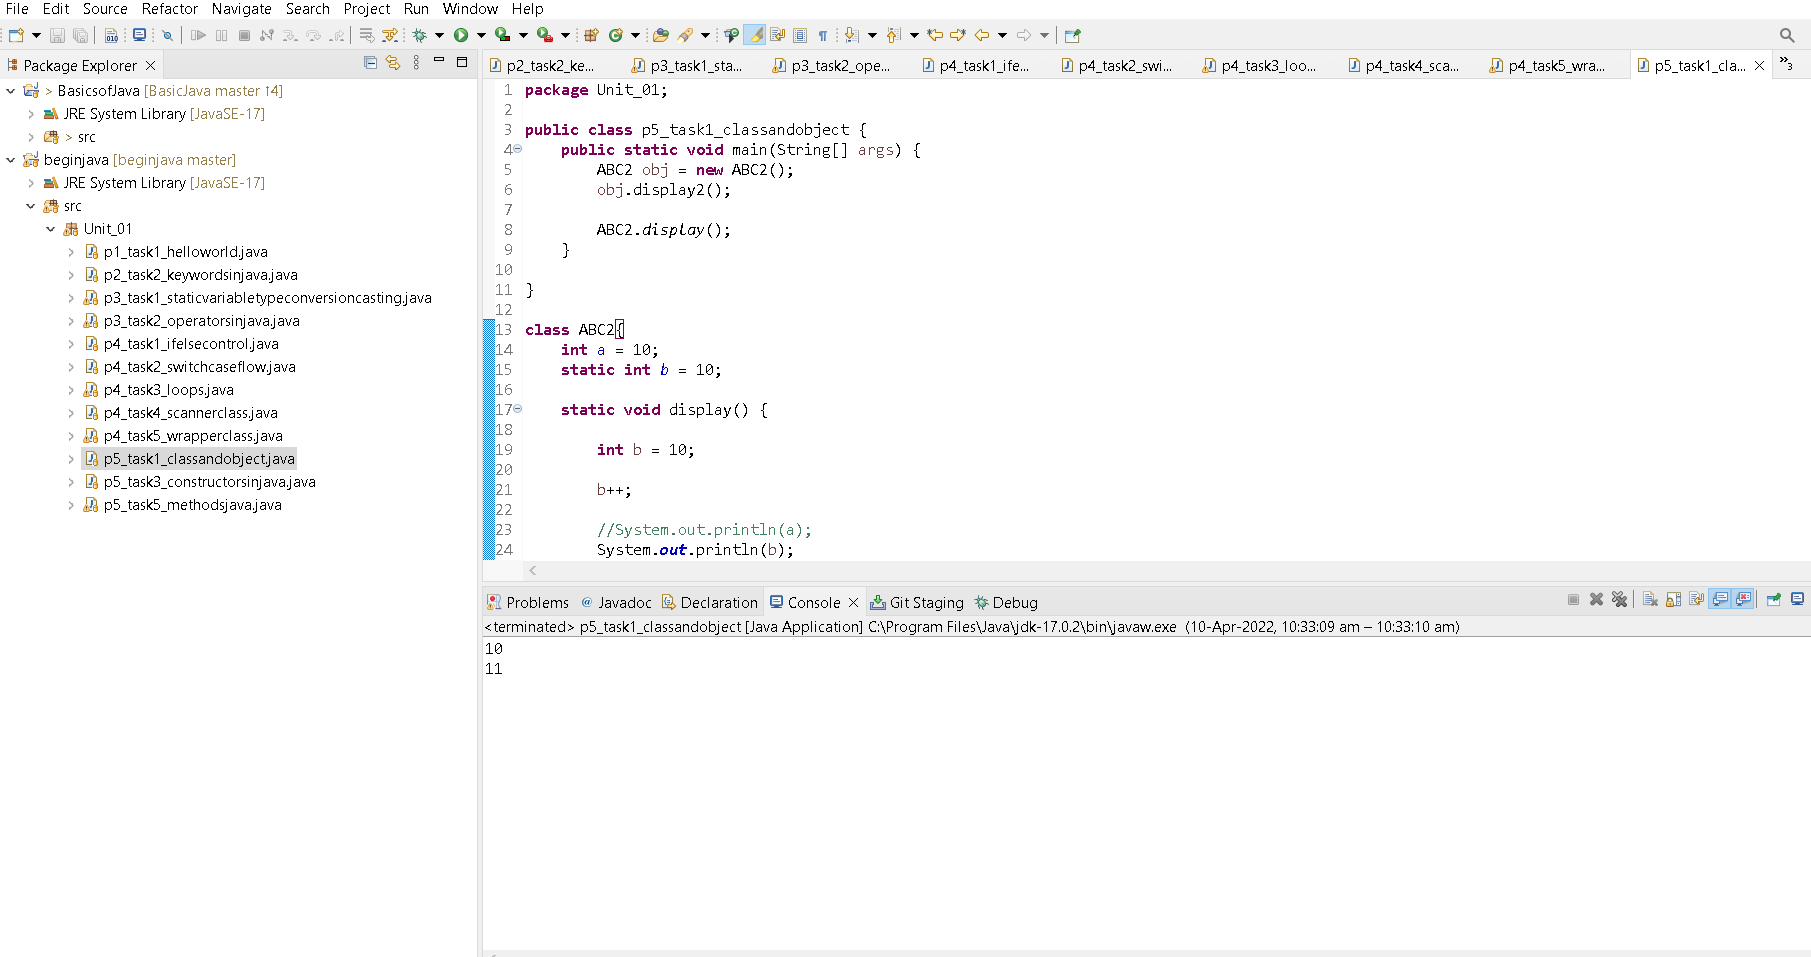 File Edit Source Refactor Navigate Search Project Run Window Help
Package Explorer
> BasicsofJava [BasicJava master ↑4]
JRE System Library [JavaSE-17]
> src
beginjava [beginjava master]
JRE System Library [JavaSE-17]
src
Unit_01
p1_task1_helloworld.java
p2_task2_keywordsinjava.java
p3_task1_staticvariabletypeconversioncasting.java
p3_task2_operatorsinjava.java
p4_task1_ifelsecontrol.java
p4_task2_switchcaseflow.java
p4_task3_loops.java
p4_task4_scannerclass.java
p4_task5_wrapperclass.java
p5_task1_classandobject.java
p5_task3_constructorsinjava.java
p5_task5_methodsjava.java
p2_task2_ke... p3_task1_sta... p3_task2_ope... p4_task1_ife... p4_task2_swi... p4_task3_loo... p4_task4_sca... p4_task5_wra... p5_task1_cla... »3
1 package Unit_01;
2
3 public class p5_task1_classandobject {
4 public static void main(String[] args) {
5 ABC2 obj = new ABC2();
6 obj.display2();
7
8 ABC2.display();
9 }
10
11 }
12
13 class ABC2{
14 int a = 10;
15 static int b = 10;
16
17 static void display() {
18
19 int b = 10;
20
21 b++;
22
23 //System.out.println(a);
24 System.out.println(b);
Problems @ Javadoc Declaration Console Git Staging Debug
<terminated> p5_task1_classandobject [Java Application] C:\Program Files\Java\jdk-17.0.2\bin\javaw.exe (10-Apr-2022, 10:33:09 am – 10:33:10 am)
10
11